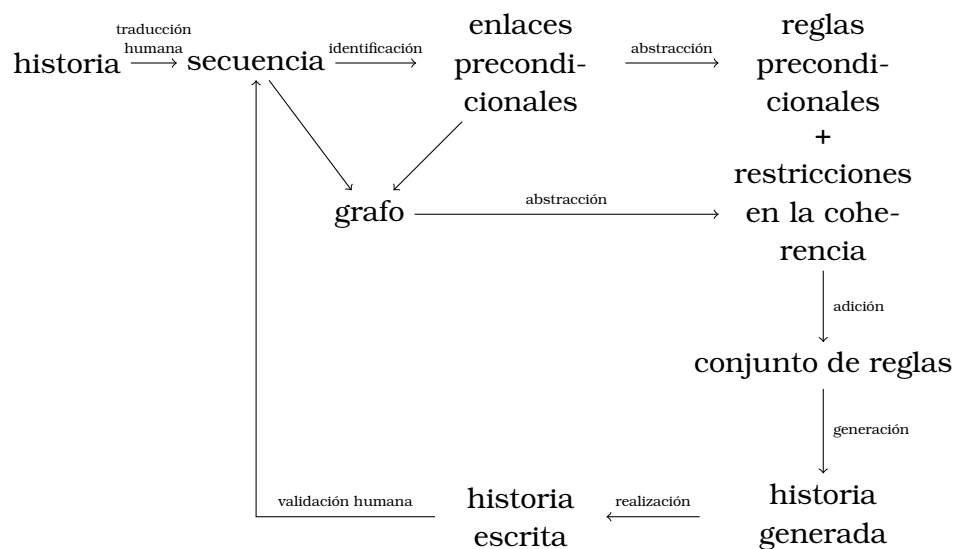 historia
traducción
humana
secuencia
identificación
enlaces
precondi-
cionales
abstracción
reglas
precondi-
cionales
+
restricciones
en la cohe-
rencia
grafo
abstracción
adición
conjunto de reglas
generación
historia
generada
realización
historia
escrita
validación humana